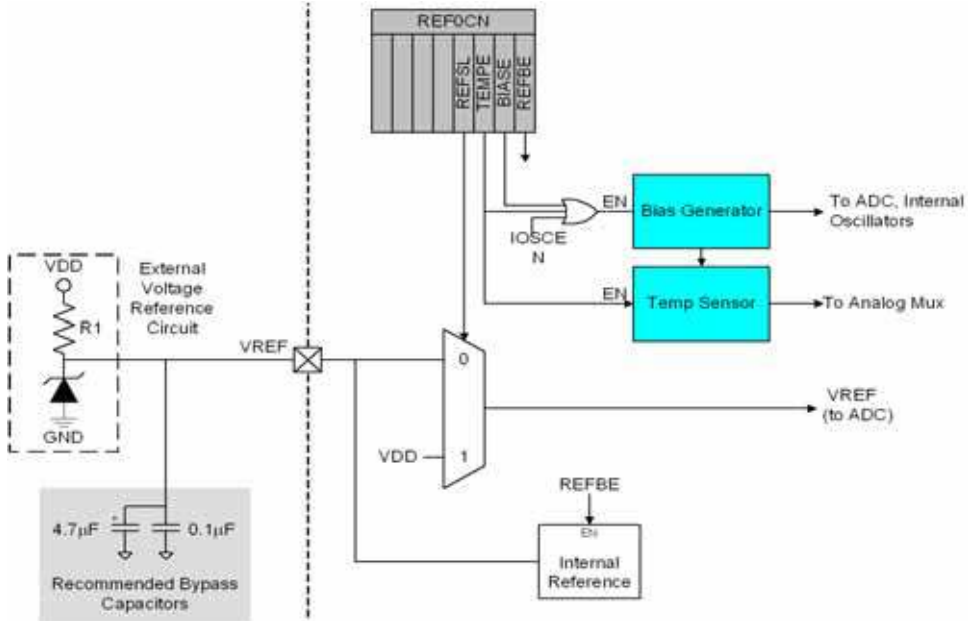 REF0CN
REFSL
TEMPE
BIASE
REFBE
EN
Bias Generator
To ADC, Internal
Oscillators
IOSCE
N
EN
Temp Sensor
To Analog Mux
VDD
R1
GND
External
Voltage
Reference
Circuit
VREF
0
1
VDD
VREF
(to ADC)
REFBE
EN
Internal
Reference
4.7µF
+
0.1µF
Recommended Bypass
Capacitors